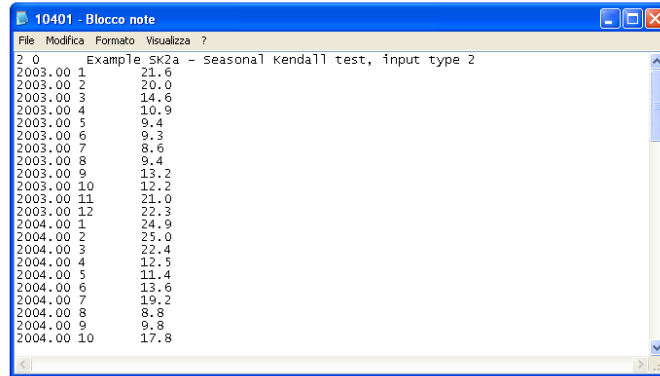 10401 - Blocco note
File Modifica Formato Visualizza ?
2 0 Example SK2a - Seasonal Kendall test, input type 2
2003.00 1 21.6
2003.00 2 20.0
2003.00 3 14.6
2003.00 4 10.9
2003.00 5 9.4
2003.00 6 9.3
2003.00 7 8.6
2003.00 8 9.4
2003.00 9 13.2
2003.00 10 12.2
2003.00 11 21.0
2003.00 12 22.3
2004.00 1 24.9
2004.00 2 25.0
2004.00 3 22.4
2004.00 4 12.5
2004.00 5 11.4
2004.00 6 13.6
2004.00 7 19.2
2004.00 8 8.8
2004.00 9 9.8
2004.00 10 17.8